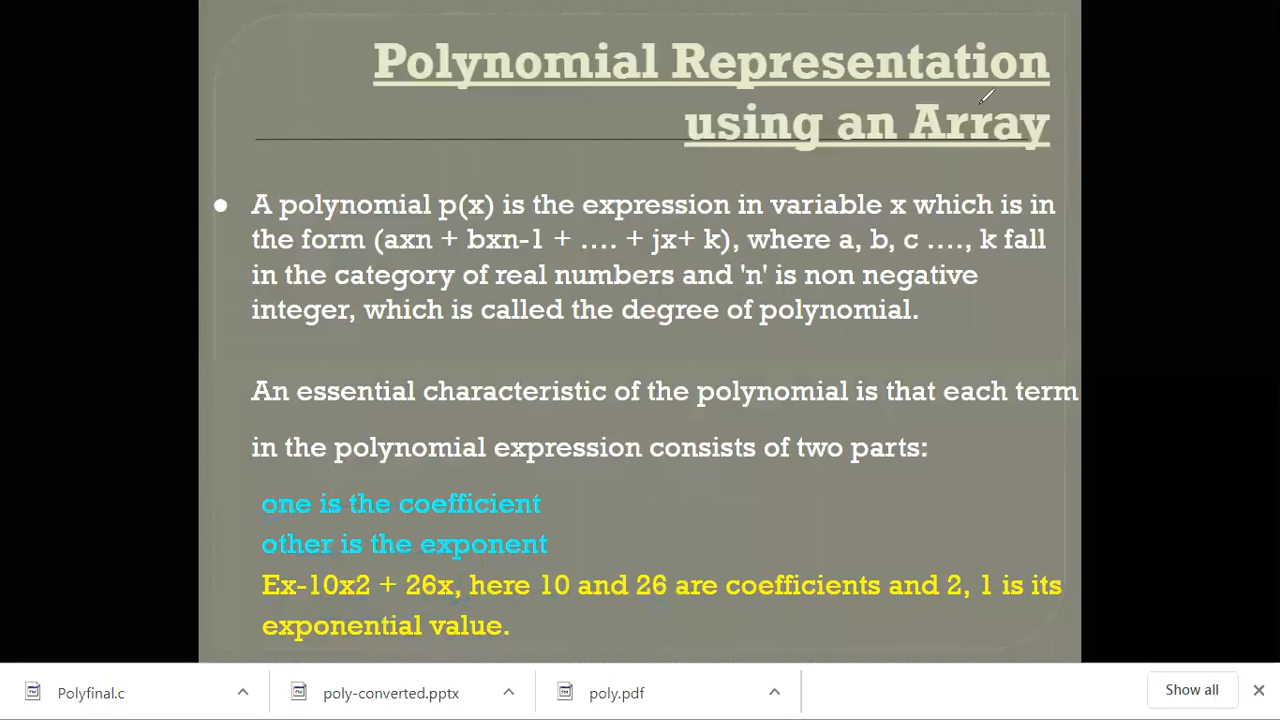 Polynomial Representation
using an Array
● A polynomial p(x) is the expression in variable x which is in
the form (axn + bxn-1 + .... + jx+ k), where a, b, c ...., k fall
in the category of real numbers and 'n' is non negative
integer, which is called the degree of polynomial.
An essential characteristic of the polynomial is that each term
in the polynomial expression consists of two parts:
one is the coefficient
other is the exponent
Ex-10x2 + 26x, here 10 and 26 are coefficients and 2, 1 is its
exponential value.
Polyfinal.c
poly-converted.pptx
poly.pdf
Show all